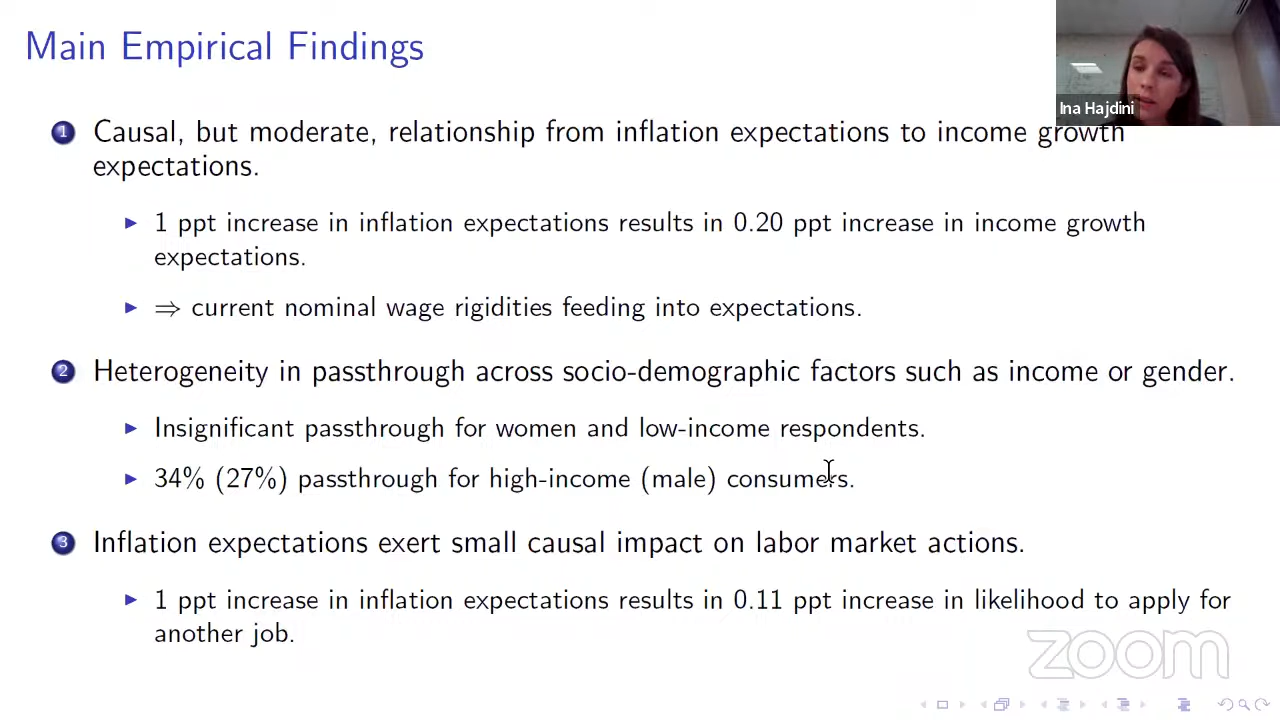 Main Empirical Findings
Ina Hajdini
1 Causal, but moderate, relationship from inflation expectations to income growth
expectations.
▶ 1 ppt increase in inflation expectations results in 0.20 ppt increase in income growth
expectations.
▶ ⇒ current nominal wage rigidities feeding into expectations.
2 Heterogeneity in passthrough across socio-demographic factors such as income or gender.
▶ Insignificant passthrough for women and low-income respondents.
▶ 34% (27%) passthrough for high-income (male) consumers.
3 Inflation expectations exert small causal impact on labor market actions.
▶ 1 ppt increase in inflation expectations results in 0.11 ppt increase in likelihood to apply for
another job.
zoom